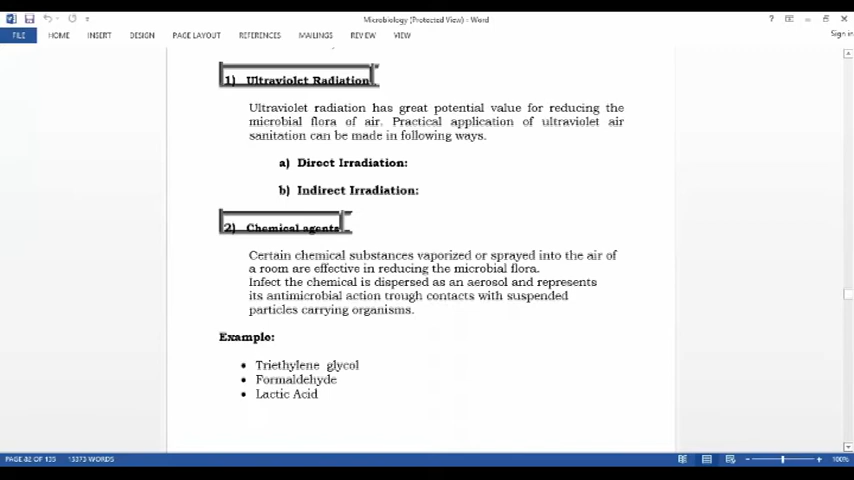 Microbiology (Protected View) - Word
Sign in
FILE HOME INSERT DESIGN PAGE LAYOUT REFERENCES MAILINGS REVIEW VIEW
1) Ultraviolet Radiation
Ultraviolet radiation has great potential value for reducing the
microbial flora of air. Practical application of ultraviolet air
sanitation can be made in following ways.
a) Direct Irradiation:
b) Indirect Irradiation:
2) Chemical agents
Certain chemical substances vaporized or sprayed into the air of
a room are effective in reducing the microbial flora.
Infect the chemical is dispersed as an aerosol and represents
its antimicrobial action trough contacts with suspended
particles carrying organisms.
Example:
• Triethylene glycol
• Formaldehyde
• Lactic Acid
PAGE 82 OF 135 13373 WORDS 100%